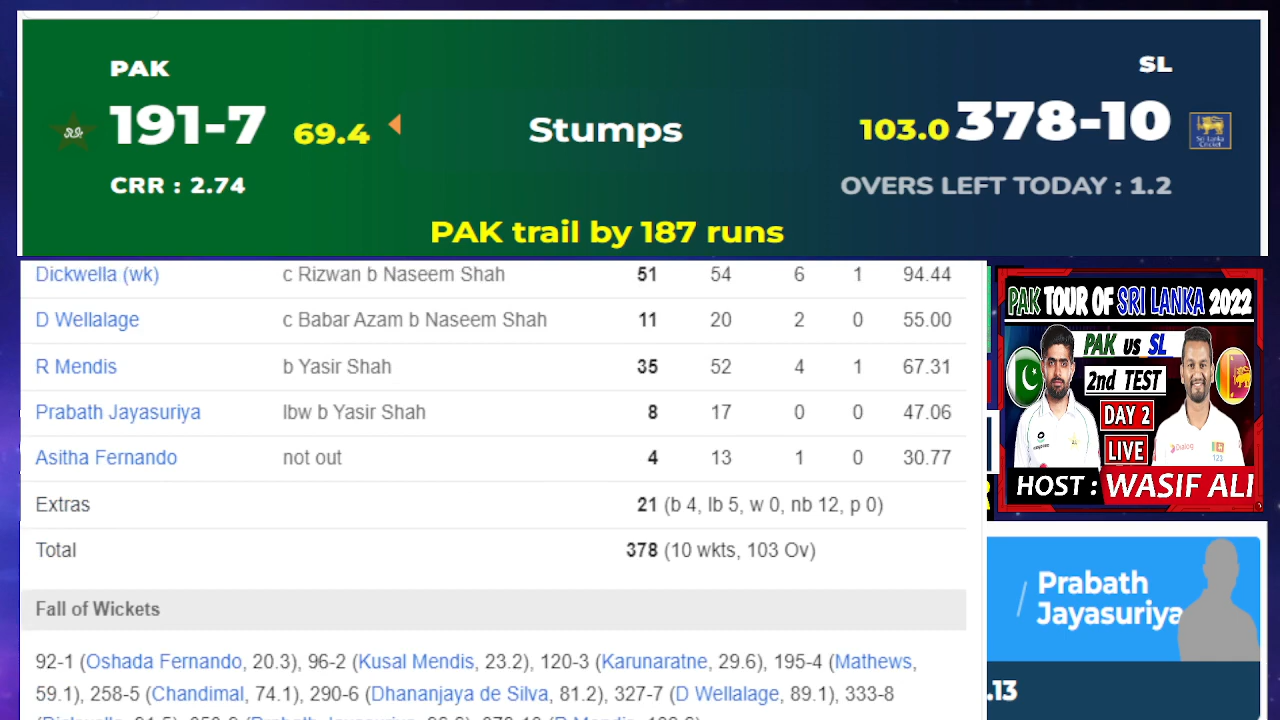 PAK
191-7 69.4
CRR : 2.74
Stumps
SL
103.0 378-10
OVERS LEFT TODAY : 1.2
PAK trail by 187 runs
Dickwella (wk) c Rizwan b Naseem Shah 51 54 6 1 94.44
D Wellalage c Babar Azam b Naseem Shah 11 20 2 0 55.00
R Mendis b Yasir Shah 35 52 4 1 67.31
Prabath Jayasuriya lbw b Yasir Shah 8 17 0 0 47.06
Asitha Fernando not out 4 13 1 0 30.77
Extras 21 (b 4, lb 5, w 0, nb 12, p 0)
Total 378 (10 wkts, 103 Ov)
Fall of Wickets
92-1 (Oshada Fernando, 20.3), 96-2 (Kusal Mendis, 23.2), 120-3 (Karunaratne, 29.6), 195-4 (Mathews,
59.1), 258-5 (Chandimal, 74.1), 290-6 (Dhananjaya de Silva, 81.2), 327-7 (D Wellalage, 89.1), 333-8
PAK TOUR OF SRI LANKA 2022
PAK vs SL
2nd TEST
DAY 2
LIVE
HOST : WASIF ALI
Prabath
Jayasuriya
.13